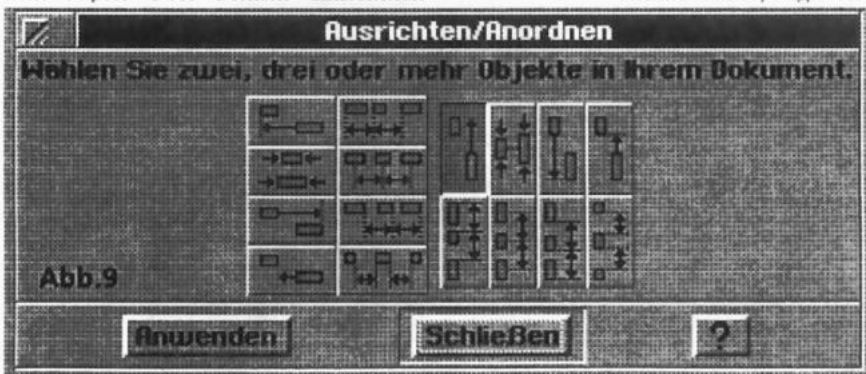 Ausrichten/Anordnen
Wählen Sie zwei, drei oder mehr Objekte in Ihrem Dokument.
Abb.9
Anwenden
Schließen
?